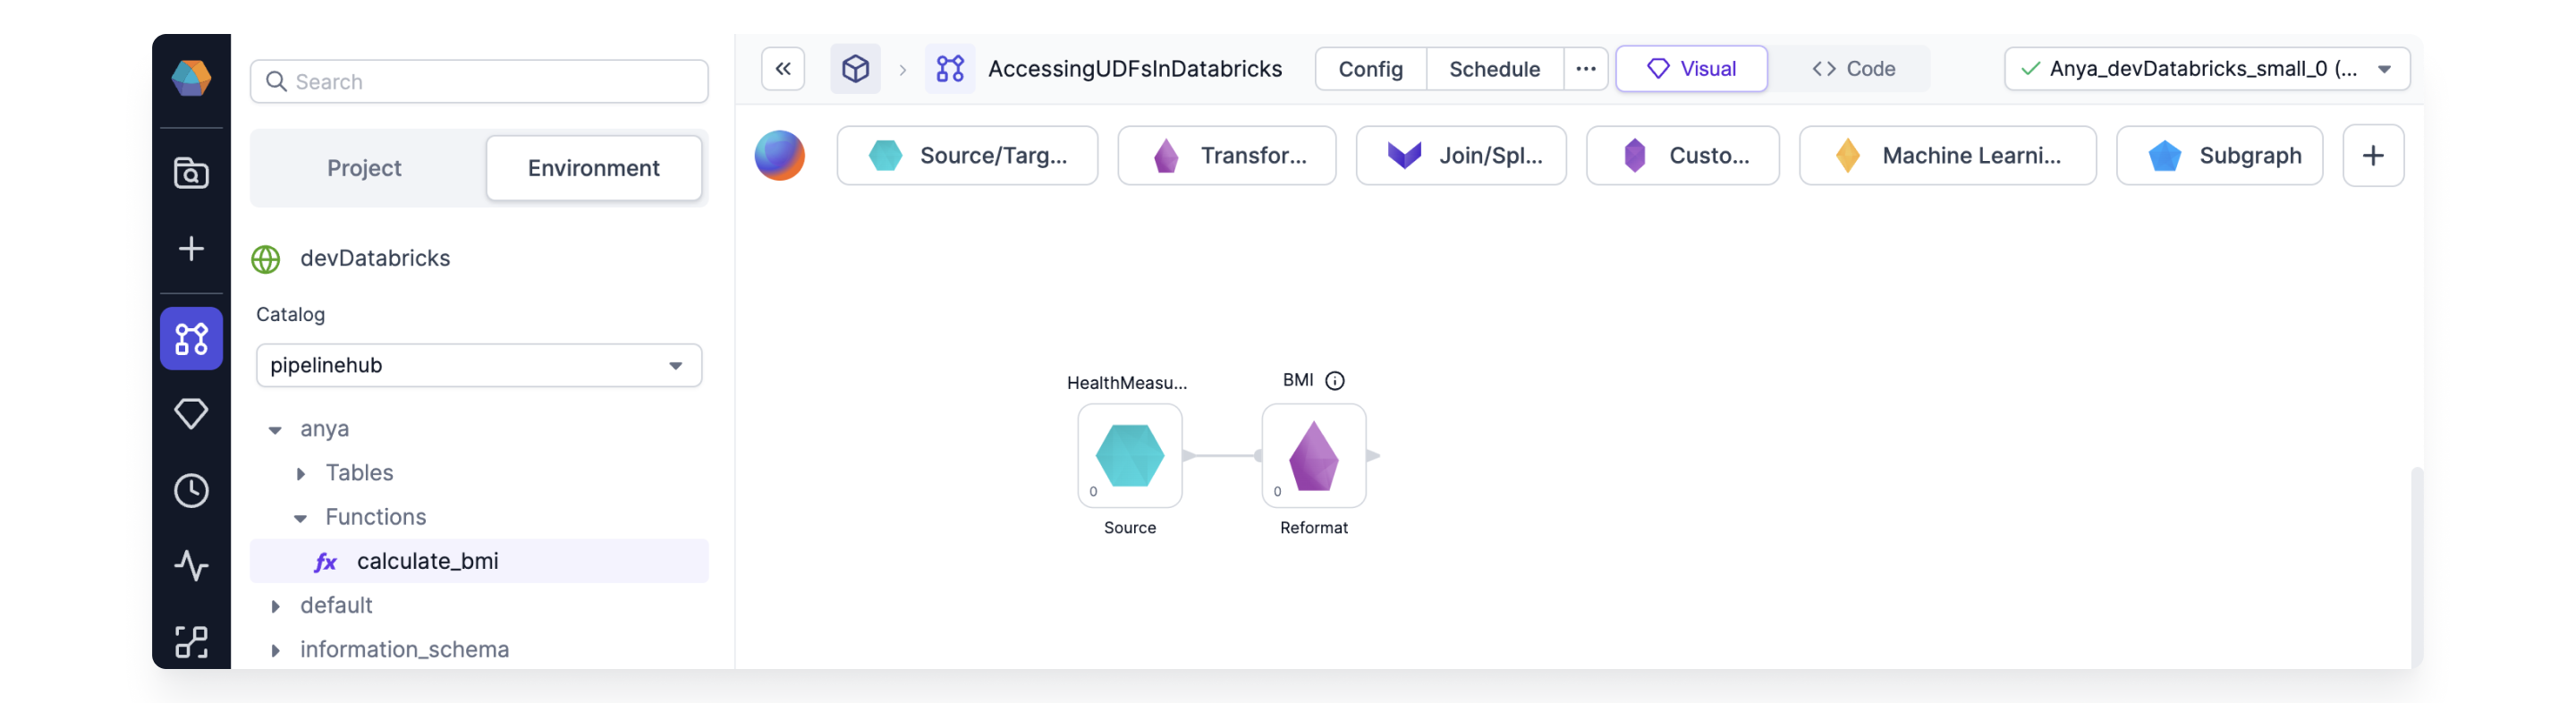 Search
Project
Environment
devDatabricks
Catalog
pipelinehub
anya
Tables
Functions
fx calculate_bmi
default
information_schema
AccessingUDFsInDatabricks
Config
Schedule
...
Visual
<> Code
Anya_devDatabricks_small_0 (...
Source/Targ...
Transfor...
Join/Spl...
Custo...
Machine Learni...
Subgraph
HealthMeasu...
0
Source
BMI
0
Reformat